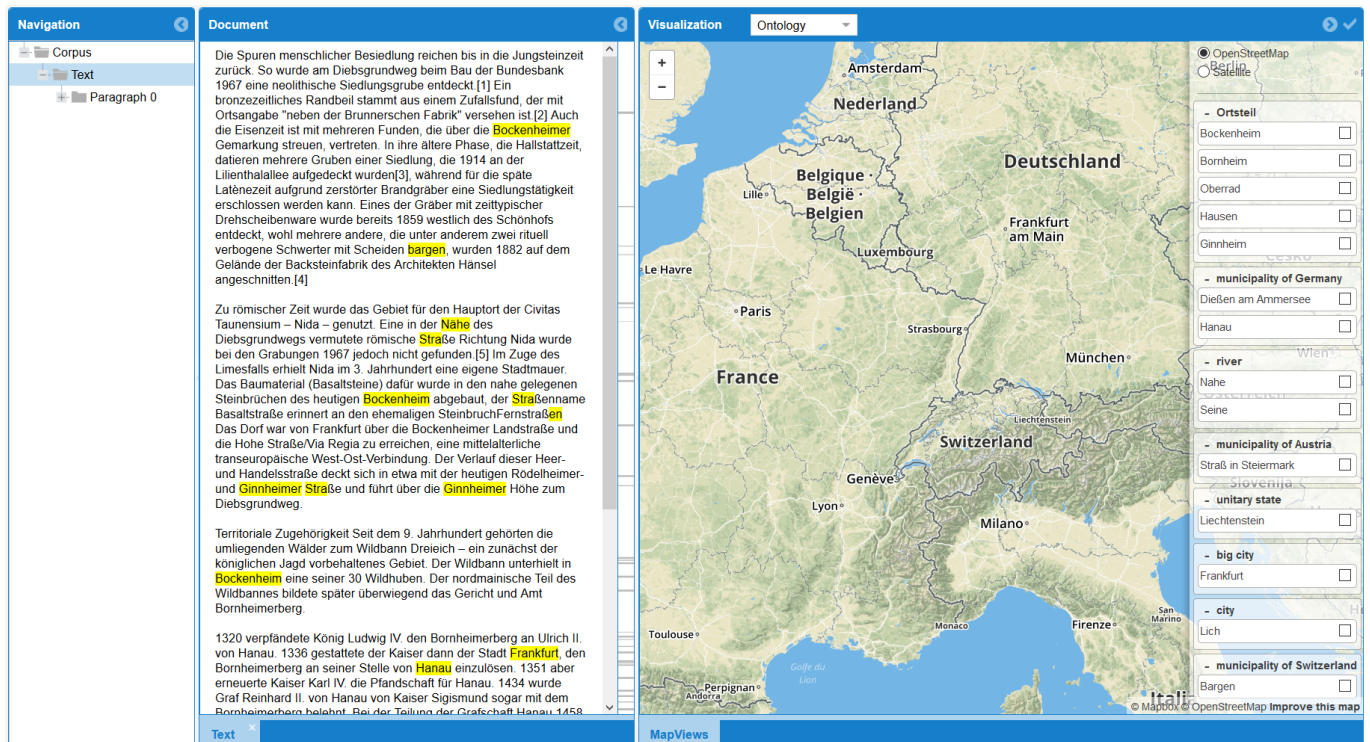 Navigation
Corpus
Text
Paragraph 0
Document
Die Spuren menschlicher Besiedlung reichen bis in die Jungsteinzeit
zurück. So wurde am Diebsgrundweg beim Bau der Bundesbank
1967 eine neolithische Siedlungsgrube entdeckt.[1] Ein
bronzezeitliches Randbeil stammt aus einem Zufallsfund, der mit
Ortsangabe "neben der Brunnerschen Fabrik" versehen ist.[2] Auch
die Eisenzeit ist mit mehreren Funden, die über die Bockenheimer
Gemarkung streuen, vertreten. In ihre ältere Phase, die Hallstattzeit,
datieren mehrere Gruben einer Siedlung, die 1914 an der
Lilienthalallee aufgedeckt wurden[3], während für die späte
Latènezeit aufgrund zerstörter Brandgräber eine Siedlungstätigkeit
erschlossen werden kann. Eines der Gräber mit zeittypischer
Drehscheibenware wurde bereits 1859 westlich des Schönhofs
entdeckt, wohl mehrere andere, die unter anderem zwei rituell
verbogene Schwerter mit Scheiden bargen, wurden 1882 auf dem
Gelände der Backsteinfabrik des Architekten Hänsel
angeschnitten.[4]
Zu römischer Zeit wurde das Gebiet für den Hauptort der Civitas
Taunensium – Nida – genutzt. Eine in der Nähe des
Diebsgrundwegs vermutete römische Straße Richtung Nida wurde
bei den Grabungen 1967 jedoch nicht gefunden.[5] Im Zuge des
Limesfalls erhielt Nida im 3. Jahrhundert eine eigene Stadtmauer.
Das Baumaterial (Basaltsteine) dafür wurde in den nahe gelegenen
Steinbrüchen des heutigen Bockenheim abgebaut, der Straßenname
Basaltstraße erinnert an den ehemaligen SteinbruchFernstraßen
Das Dorf war von Frankfurt über die Bockenheimer Landstraße und
die Hohe Straße/Via Regia zu erreichen, eine mittelalterliche
transeuropäische West-Ost-Verbindung. Der Verlauf dieser Heer-
und Handelsstraße deckt sich in etwa mit der heutigen Rödelheimer-
und Ginnheimer Straße und führt über die Ginnheimer Höhe zum
Diebsgrundweg.
Territoriale Zugehörigkeit Seit dem 9. Jahrhundert gehörten die
umliegenden Wälder zum Wildbann Dreieich – ein zunächst der
königlichen Jagd vorbehaltenes Gebiet. Der Wildbann unterhielt in
Bockenheim eine seiner 30 Wildhuben. Der nordmainische Teil des
Wildbannes bildete später überwiegend das Gericht und Amt
Bornheimerberg.
1320 verpfändete König Ludwig IV. den Bornheimerberg an Ulrich II.
von Hanau. 1336 gestattete der Kaiser dann der Stadt Frankfurt, den
Bornheimerberg an seiner Stelle von Hanau einzulösen. 1351 aber
erneuerte Kaiser Karl IV. die Pfandschaft für Hanau. 1434 wurde
Graf Reinhard II. von Hanau von Kaiser Sigismund sogar mit dem
Bornheimerberg belehnt. Bei der Teilung der Grafschaft Hanau 1458
Text
Visualization
Ontology
+
−
Amsterdam
Nederland
Deutschland
Belgique ·
België ·
Belgien
Lille
Frankfurt
am Main
Luxembourg
Le Havre
Paris
Strasbourg
München
France
Liechtenstein
Switzerland
Genève
Lyon
Milano
Toulouse
Monaco
Firenze
San
Marino
Golfe du
Lion
Perpignan
Andorra
Itali
OpenStreetMap
Berlin
Satellite
- Ortsteil
Bockenheim
Bornheim
Oberrad
Hausen
Ginnheim
Česko
- municipality of Germany
Dießen am Ammersee
Hanau
Wien
- river
Nahe
Österreich
Seine
- municipality of Austria
Straß in Steiermark
Slovenija
- unitary state
Liechtenstein
- big city
Frankfurt
- city
Lich
- municipality of Switzerland
Bargen
© Mapbox © OpenStreetMap Improve this map
MapViews